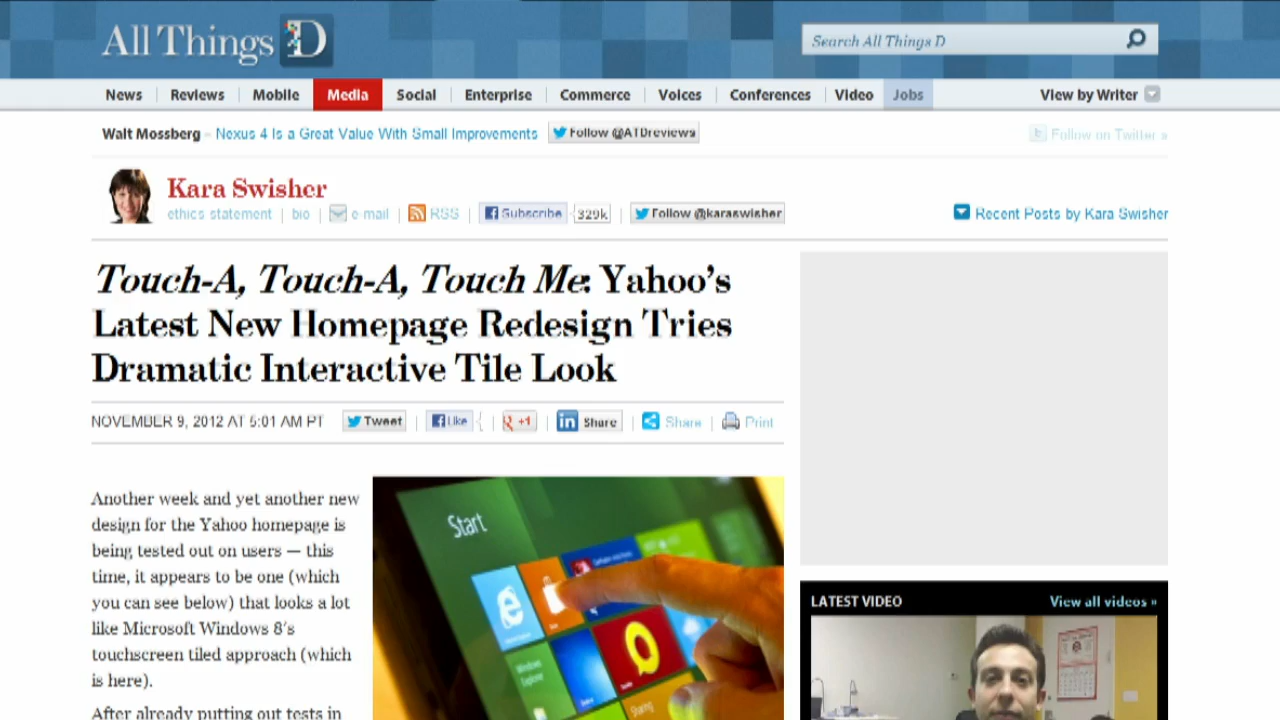 All Things D
Search All Things D
News Reviews Mobile Media Social Enterprise Commerce Voices Conferences Video Jobs View by Writer
Walt Mossberg – Nexus 4 Is a Great Value With Small Improvements Follow @ATDreviews Follow on Twitter »
Kara Swisher
ethics statement | bio | e-mail | RSS | Subscribe 329k | Follow @karaswisher Recent Posts by Kara Swisher
Touch-A, Touch-A, Touch Me: Yahoo's
Latest New Homepage Redesign Tries
Dramatic Interactive Tile Look
NOVEMBER 9, 2012 AT 5:01 AM PT Tweet | Like | +1 | in Share | Share | Print
Another week and yet another new
design for the Yahoo homepage is
being tested out on users — this
time, it appears to be one (which
you can see below) that looks a lot
like Microsoft Windows 8's
touchscreen tiled approach (which
is here).
After already putting out tests in
Start
Store
Windows
Explorer
Sharing
LATEST VIDEO View all videos »